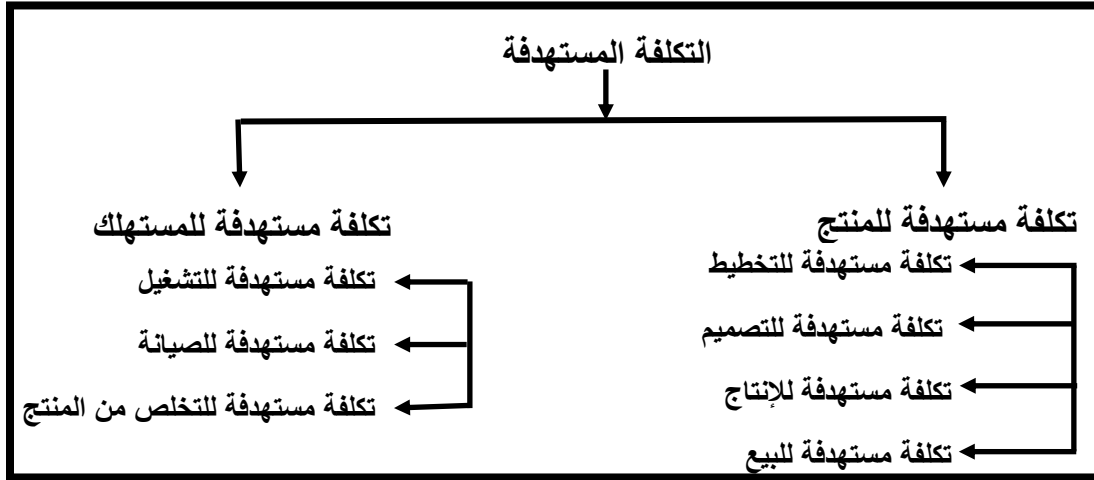 التكلفة المستهدفة
تكلفة مستهدفة للمنتج
تكلفة مستهدفة للتخطيط
تكلفة مستهدفة للتصميم
تكلفة مستهدفة للإنتاج
تكلفة مستهدفة للبيع
تكلفة مستهدفة للمستهلك
تكلفة مستهدفة للتشغيل
تكلفة مستهدفة للصيانة
تكلفة مستهدفة للتخلص من المنتج